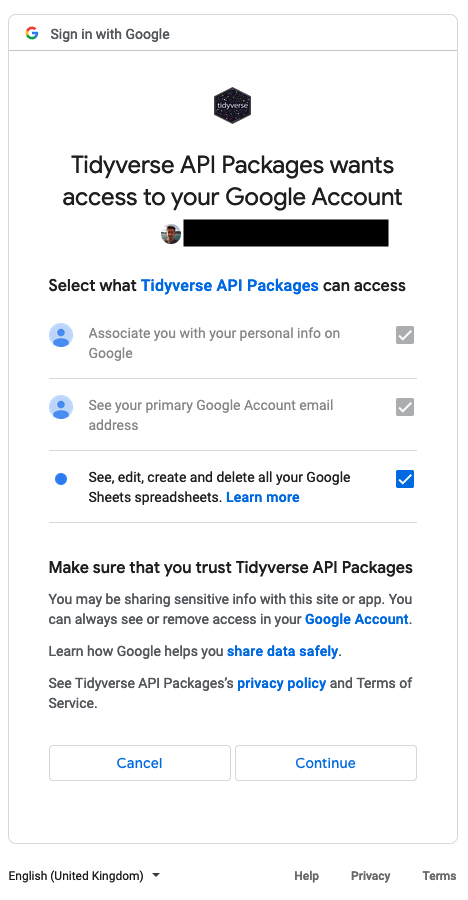 Sign in with Google
tidyverse
Tidyverse API Packages wants
access to your Google Account
Select what Tidyverse API Packages can access
Associate you with your personal info on
Google
See your primary Google Account email
address
See, edit, create and delete all your Google
Sheets spreadsheets. Learn more
Make sure that you trust Tidyverse API Packages
You may be sharing sensitive info with this site or app. You
can always see or remove access in your Google Account.
Learn how Google helps you share data safely.
See Tidyverse API Packages's privacy policy and Terms of
Service.
Cancel
Continue
English (United Kingdom)
Help
Privacy
Terms